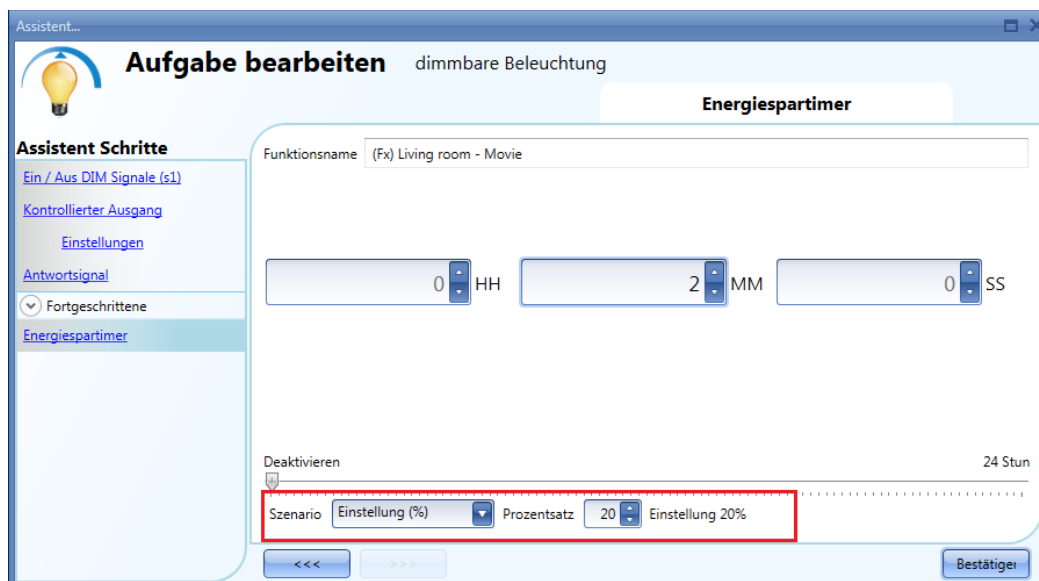 Assistent...
Aufgabe bearbeiten dimmbare Beleuchtung
Energiespartimer
Assistent Schritte
Ein / Aus DIM Signale (s1)
Kontrollierter Ausgang
Einstellungen
Antwortsignal
Fortgeschrittene
Energiespartimer
Funktionsname (Fx) Living room - Movie
0 HH 2 MM 0 SS
Deaktivieren 24 Stun
Szenario Einstellung (%) Prozentsatz 20 Einstellung 20%
<<< >>> Bestätiger